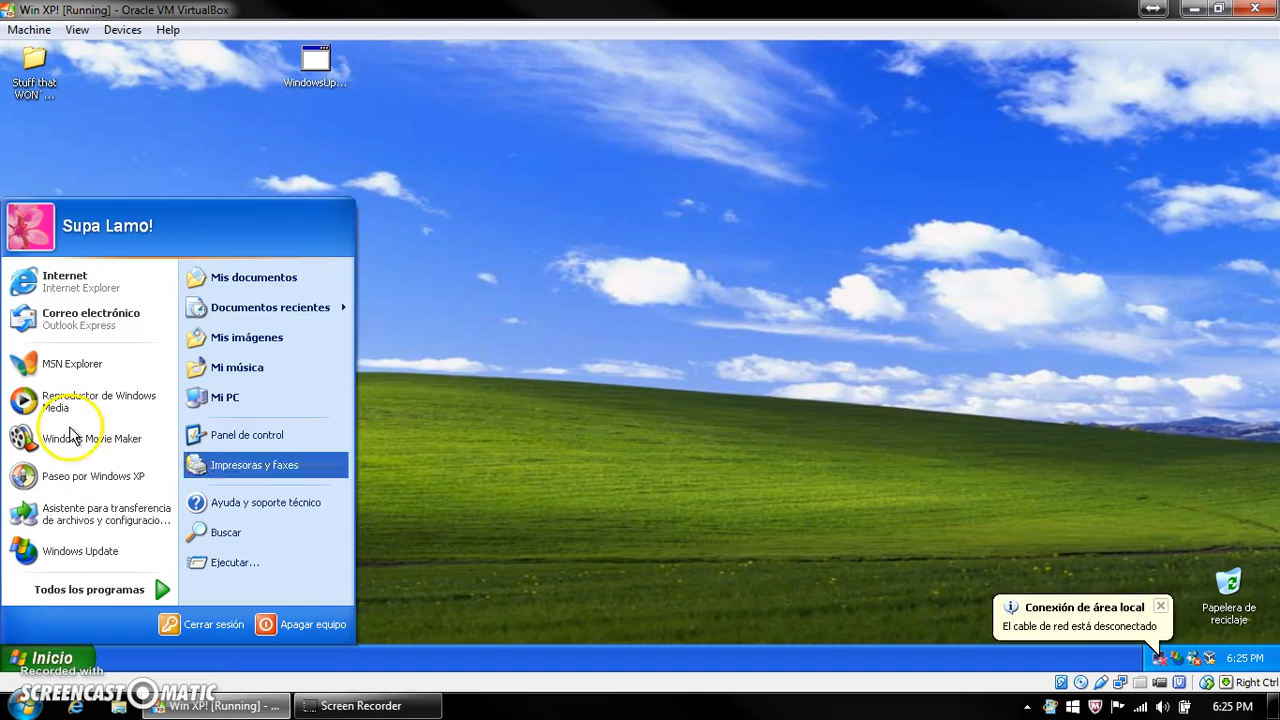 Win XP! [Running] - Oracle VM VirtualBox
Machine View Devices Help
Stuff that
WON´...
WindowsUp...
Supa Lamo!
Internet
Internet Explorer
Correo electrónico
Outlook Express
MSN Explorer
Reproductor de Windows
Media
Windows Movie Maker
Paseo por Windows XP
Asistente para transferencia
de archivos y configuracio...
Windows Update
Todos los programas
Mis documentos
Documentos recientes
Mis imágenes
Mi música
Mi PC
Panel de control
Impresoras y faxes
Ayuda y soporte técnico
Buscar
Ejecutar...
Cerrar sesión
Apagar equipo
Conexión de área local
El cable de red está desconectado
Papelera de
reciclaje
Inicio
6:25 PM
Recorded with
SCREENCAST-O-MATIC
Right Ctrl
Win XP! [Running] - ...
Screen Recorder
6:25 PM